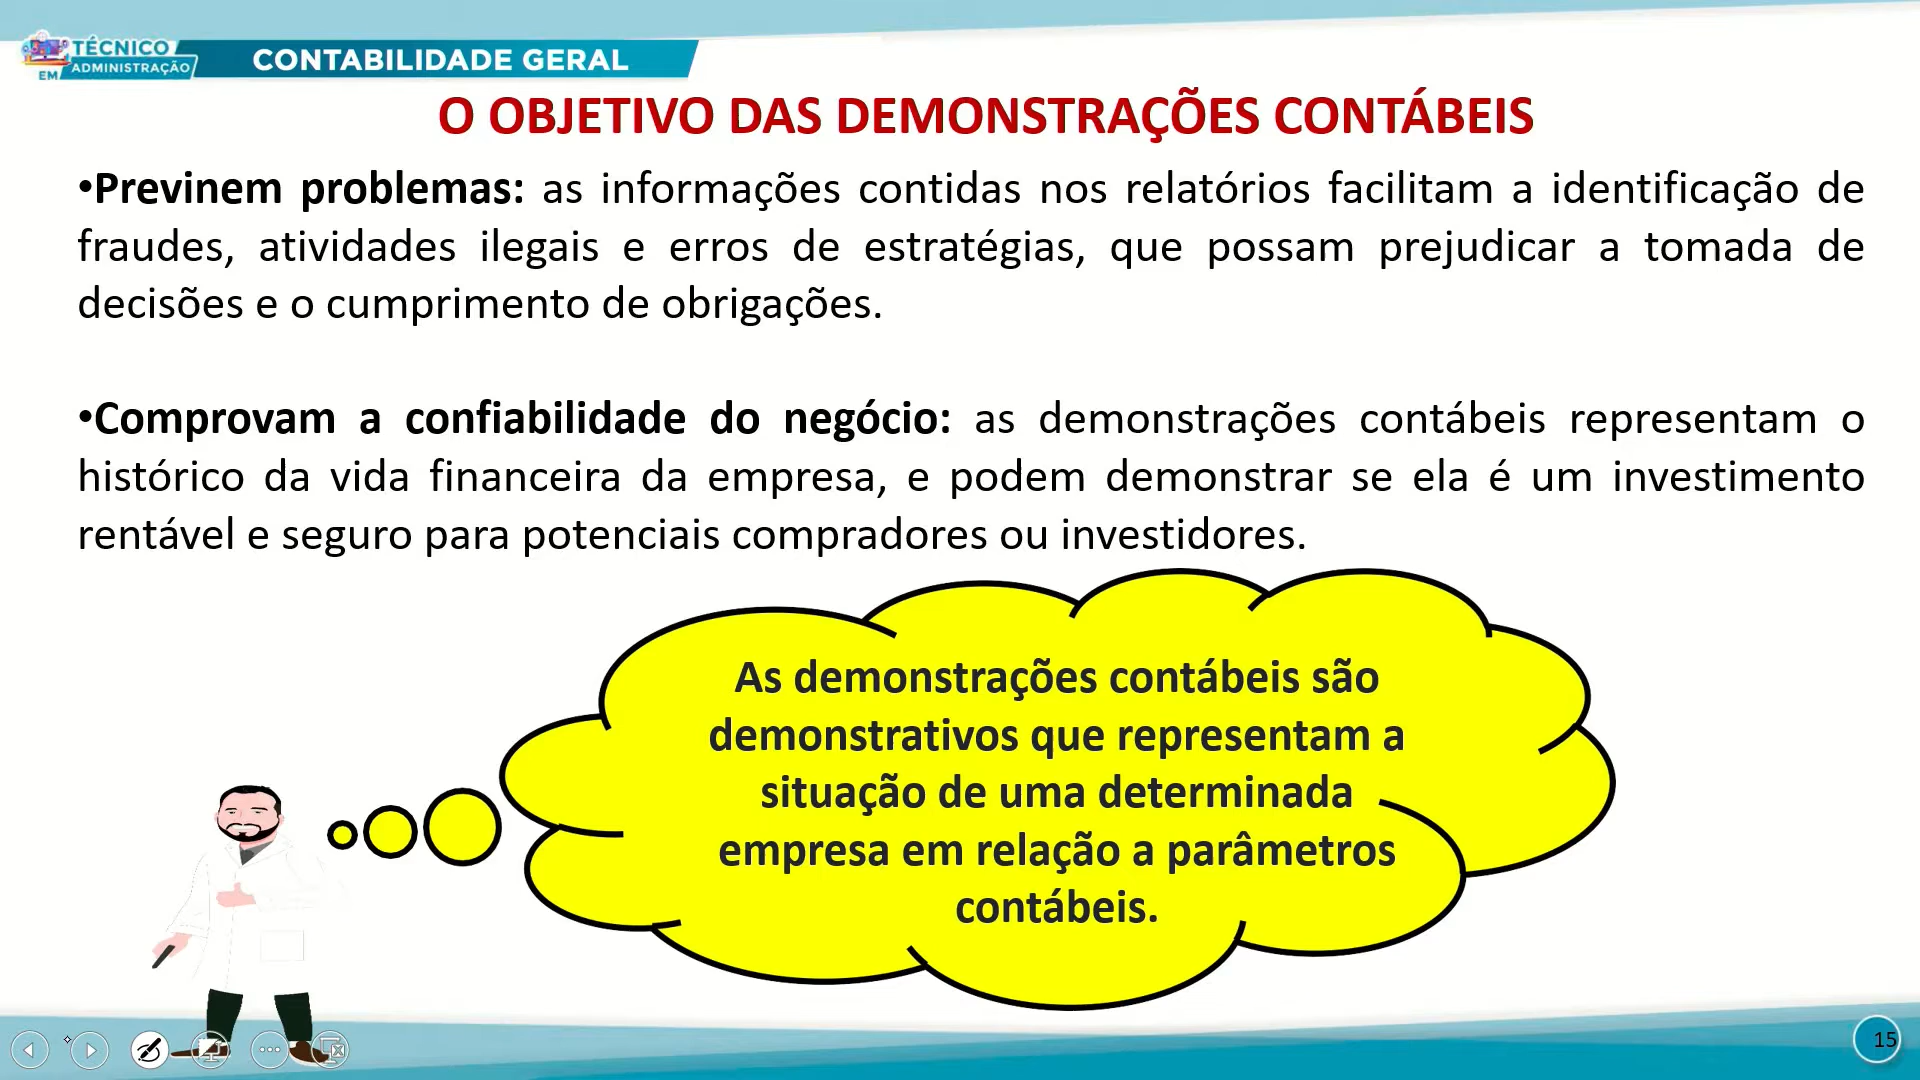 TÉCNICO
EM ADMINISTRAÇÃO
CONTABILIDADE GERAL
O OBJETIVO DAS DEMONSTRAÇÕES CONTÁBEIS
•Previnem problemas: as informações contidas nos relatórios facilitam a identificação de
fraudes, atividades ilegais e erros de estratégias, que possam prejudicar a tomada de
decisões e o cumprimento de obrigações.
•Comprovam a confiabilidade do negócio: as demonstrações contábeis representam o
histórico da vida financeira da empresa, e podem demonstrar se ela é um investimento
rentável e seguro para potenciais compradores ou investidores.
As demonstrações contábeis são
demonstrativos que representam a
situação de uma determinada
empresa em relação a parâmetros
contábeis.
15